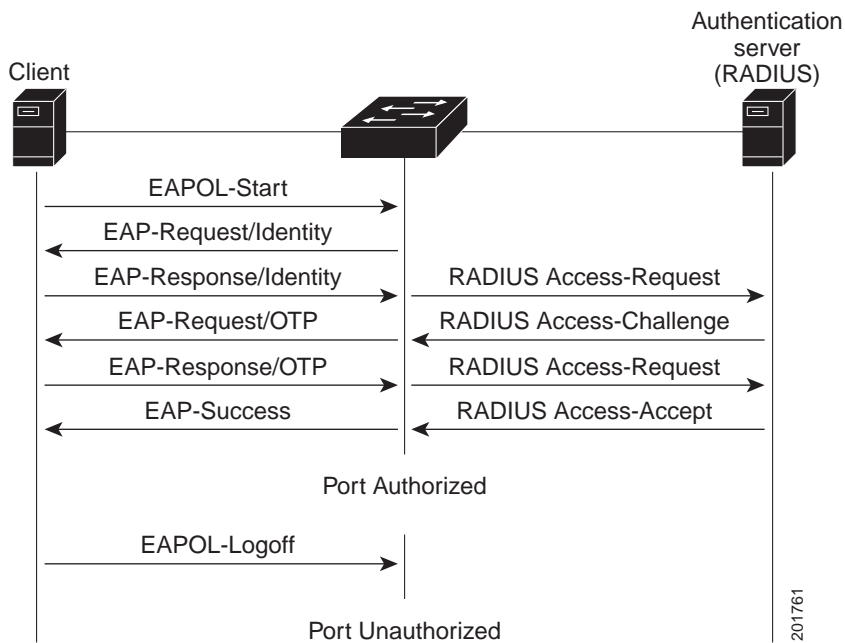 Authentication
server
(RADIUS)
Client
EAPOL-Start
EAP-Request/Identity
EAP-Response/Identity
RADIUS Access-Request
EAP-Request/OTP
RADIUS Access-Challenge
EAP-Response/OTP
RADIUS Access-Request
EAP-Success
RADIUS Access-Accept
Port Authorized
EAPOL-Logoff
Port Unauthorized
201761